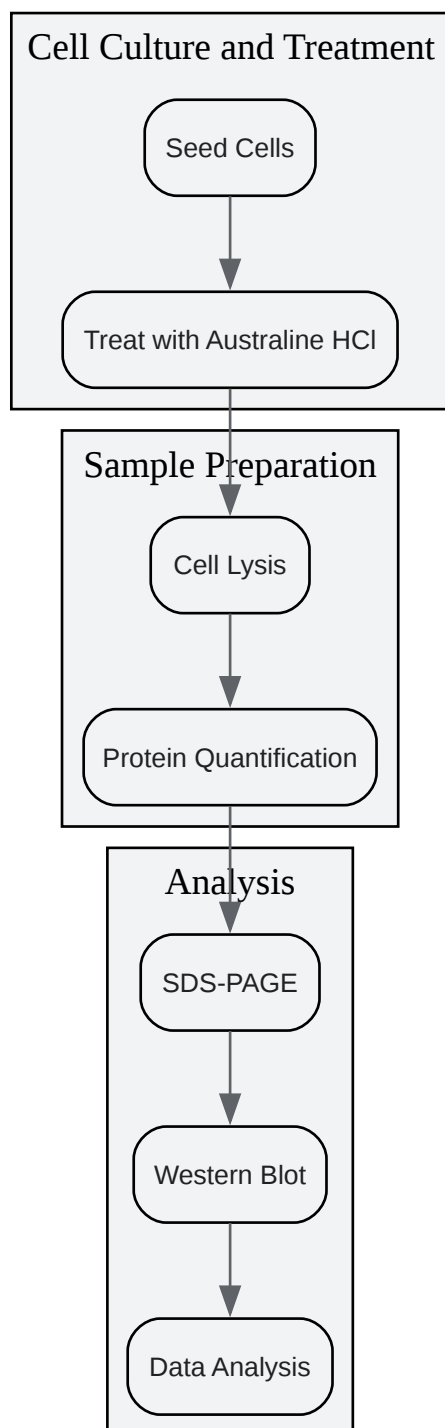 Cell Culture and Treatment
Seed Cells
Treat with Australine HCl
Sample Preparation
Cell Lysis
Protein Quantification
Analysis
SDS-PAGE
Western Blot
Data Analysis